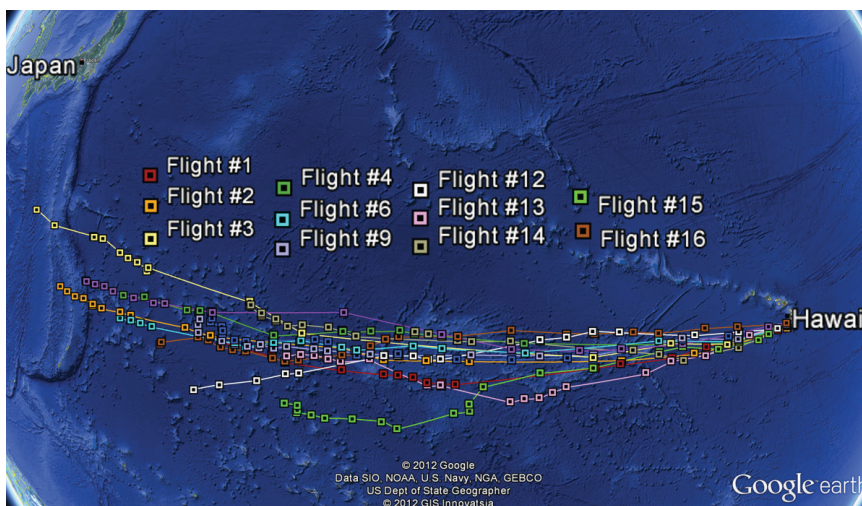 Japan
Flight #1
Flight #2
Flight #3
Flight #4
Flight #6
Flight #9
Flight #12
Flight #13
Flight #14
Flight #15
Flight #16
Hawai
© 2012 Google
Data SIO, NOAA, U.S. Navy, NGA, GEBCO
US Dept of State Geographer
© 2012 GIS Innovatsia
Google earth